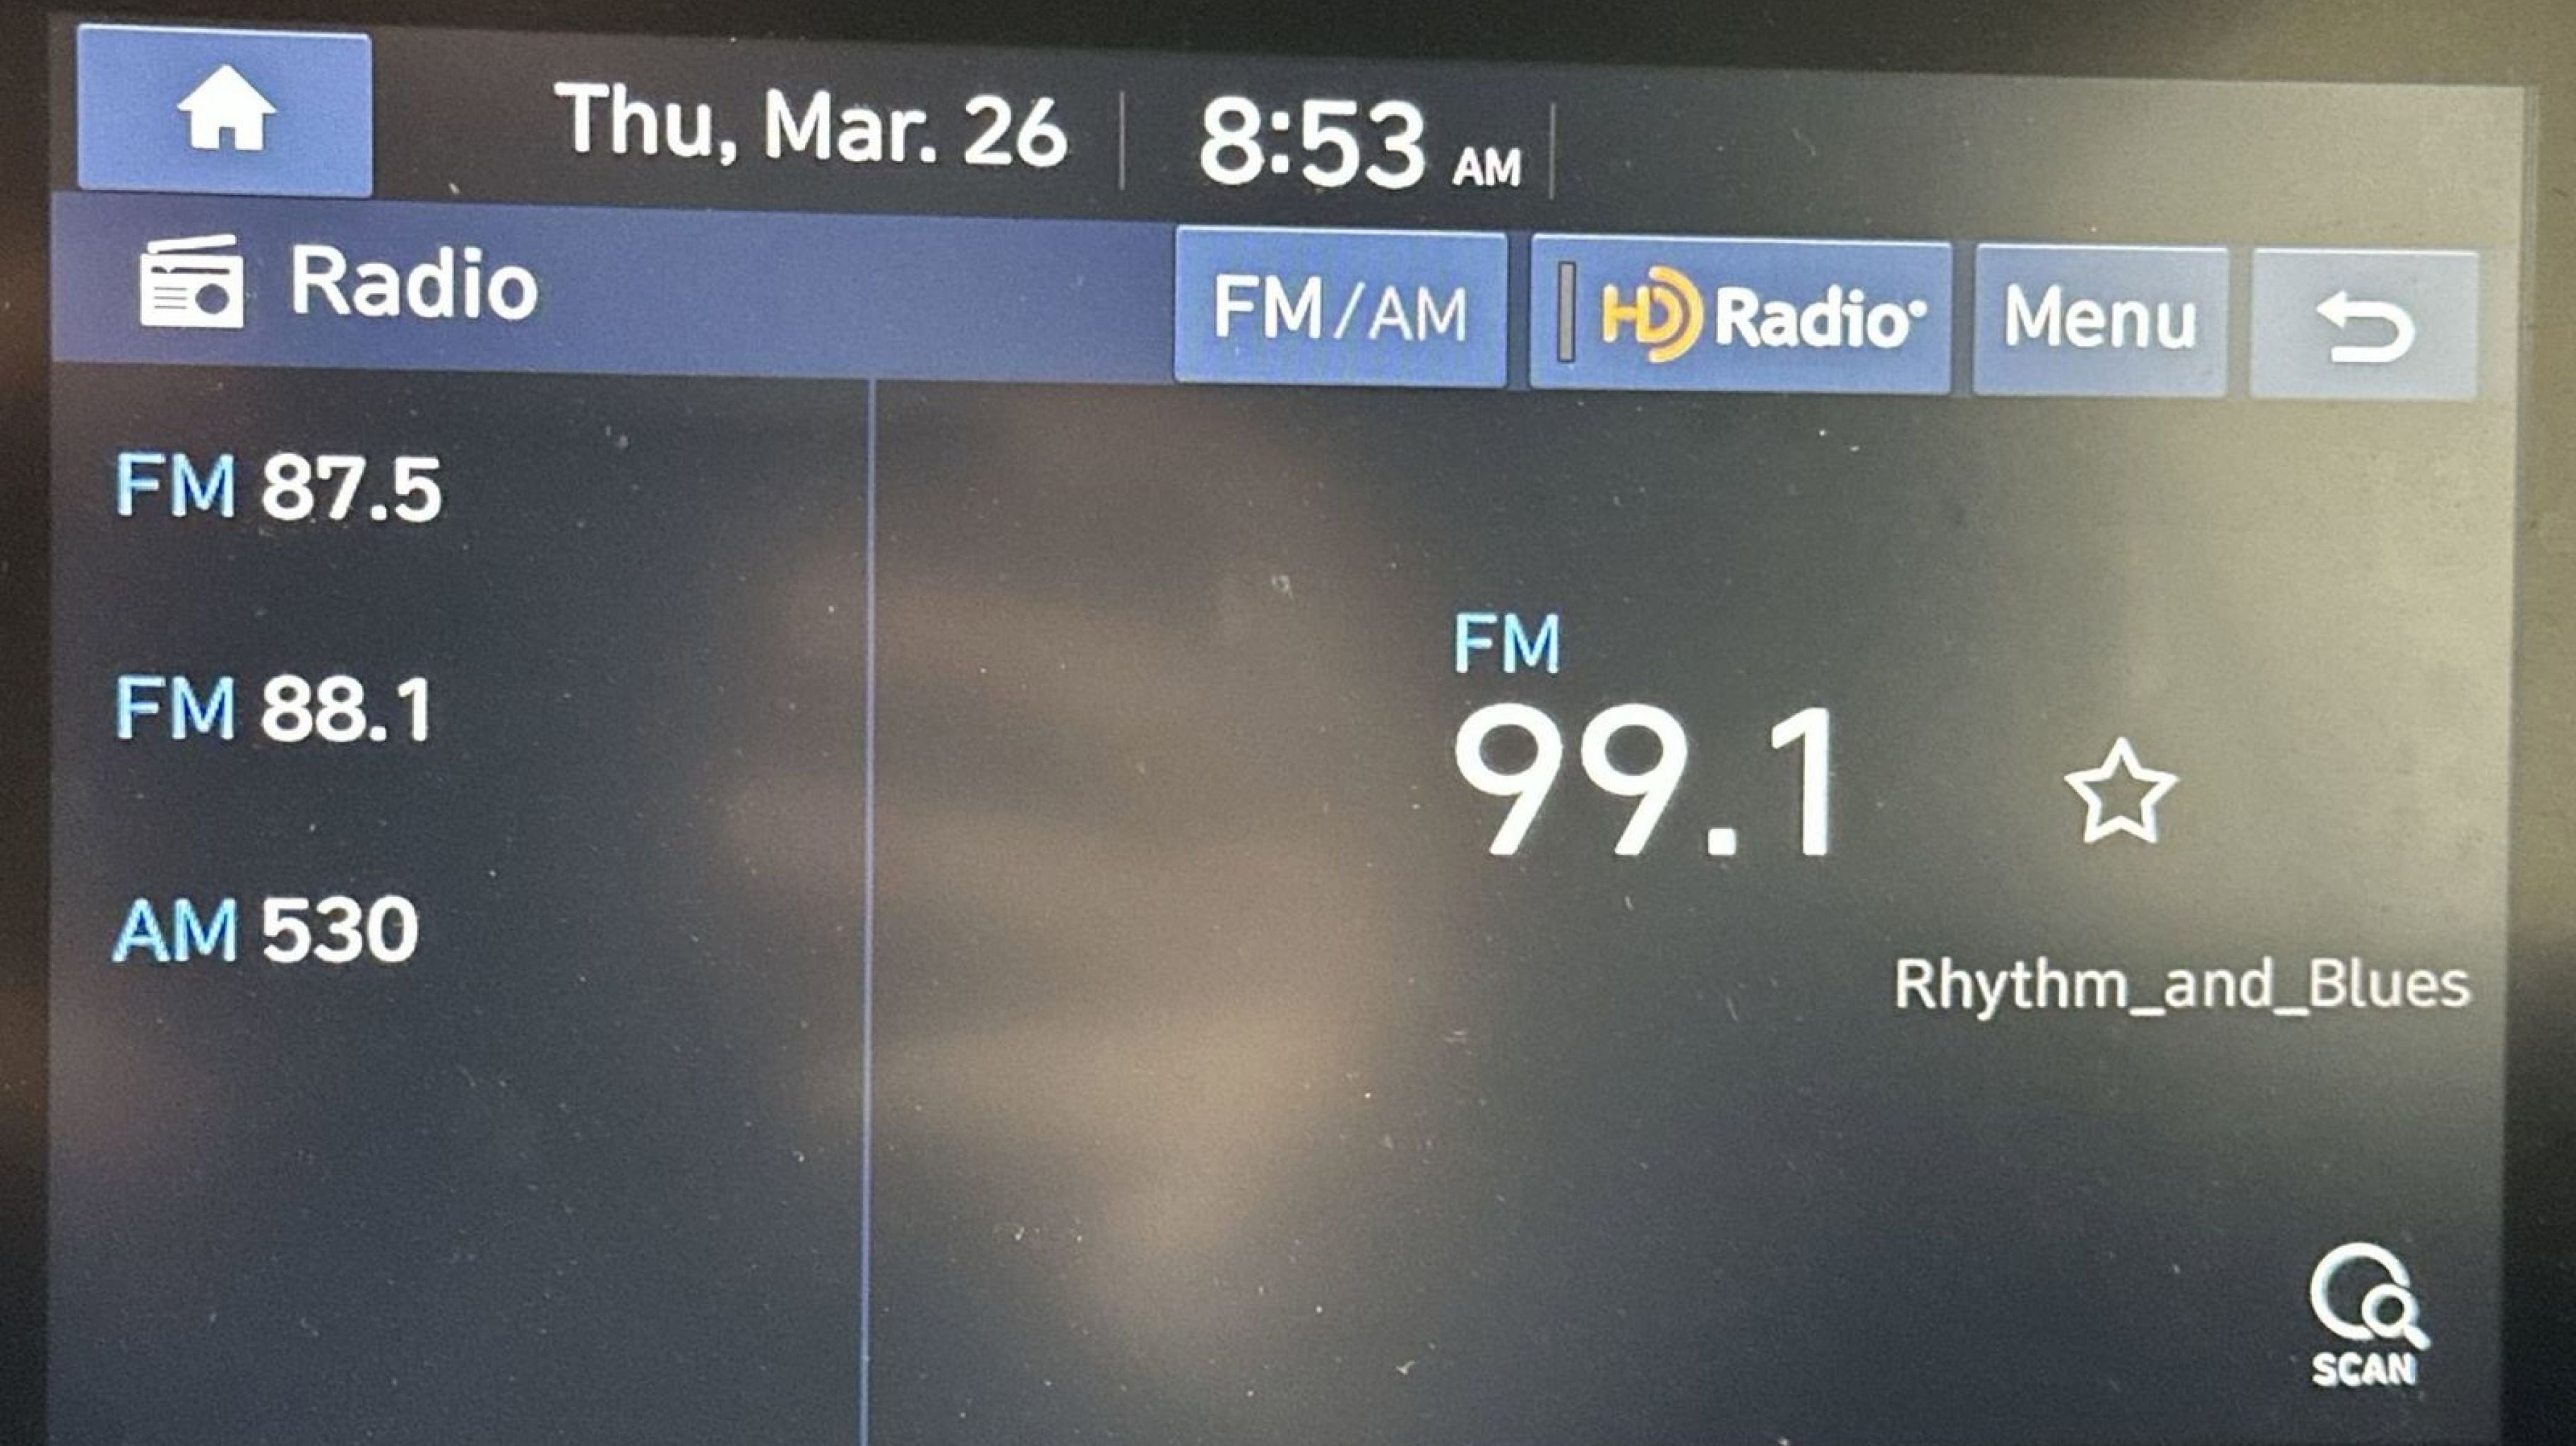 Thu, Mar. 26 8:53 AM
Radio FM/AM HD Radio Menu
FM 87.5
FM 88.1
AM 530
FM
99.1
Rhythm_and_Blues
SCAN